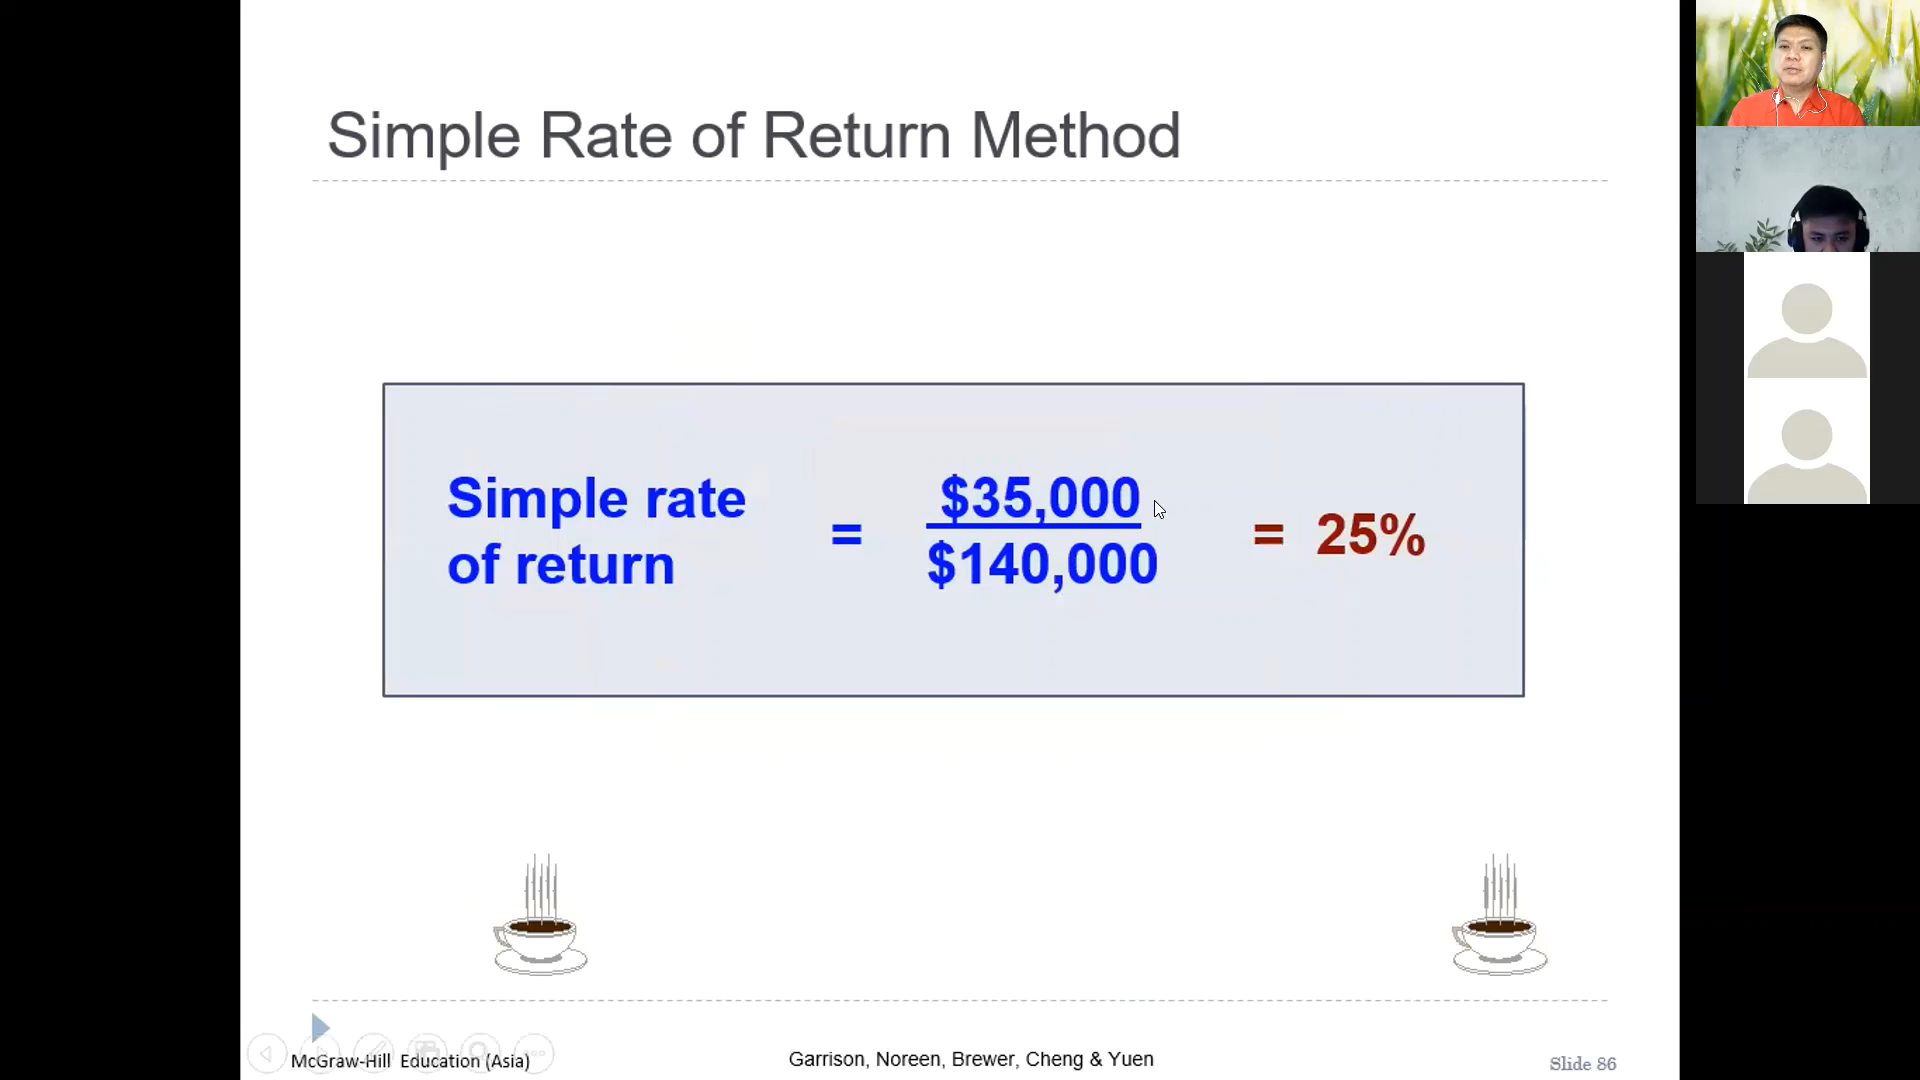 Simple Rate of Return Method
Simple rate
of return
=
$35,000
$140,000
= 25%
McGraw-Hill Education (Asia)
Garrison, Noreen, Brewer, Cheng & Yuen
Slide 86